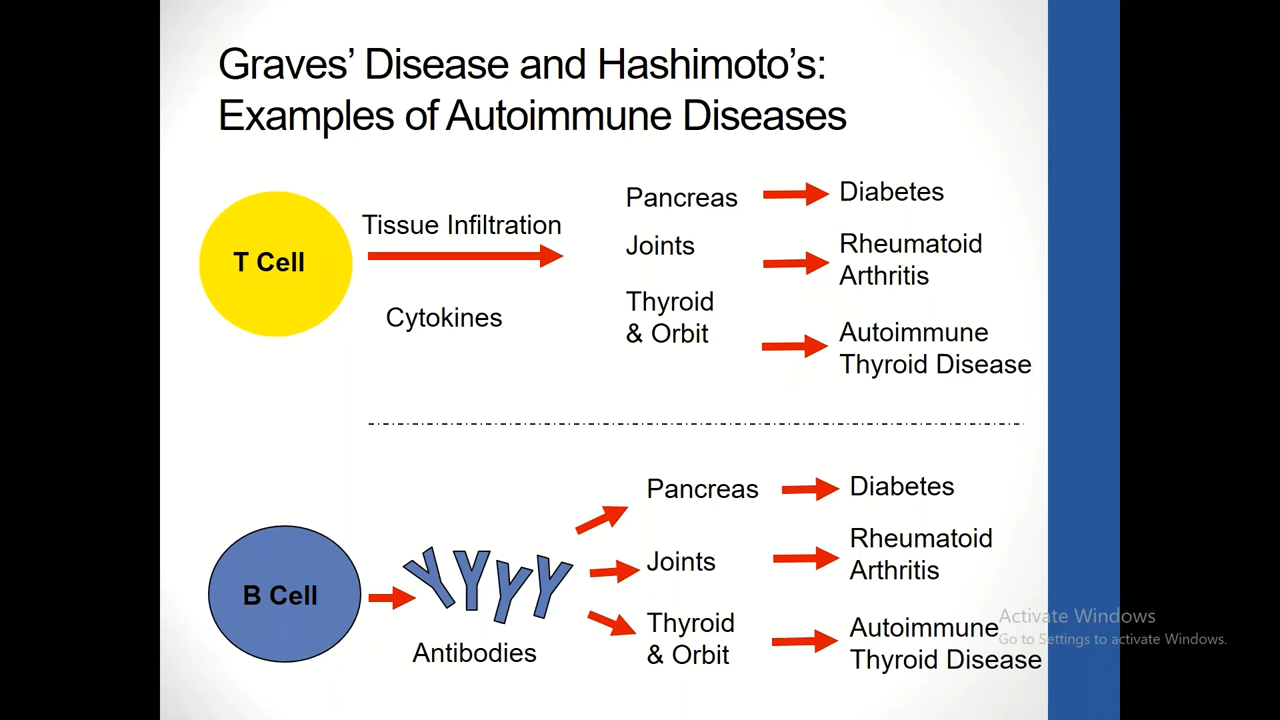 Graves’ Disease and Hashimoto’s:
Examples of Autoimmune Diseases
T Cell
Tissue Infiltration
Cytokines
Pancreas
Diabetes
Joints
Rheumatoid
Arthritis
Thyroid
& Orbit
Autoimmune
Thyroid Disease
B Cell
Antibodies
Pancreas
Diabetes
Joints
Rheumatoid
Arthritis
Thyroid
& Orbit
Autoimmune
Thyroid Disease
Activate Windows
Go to Settings to activate Windows.